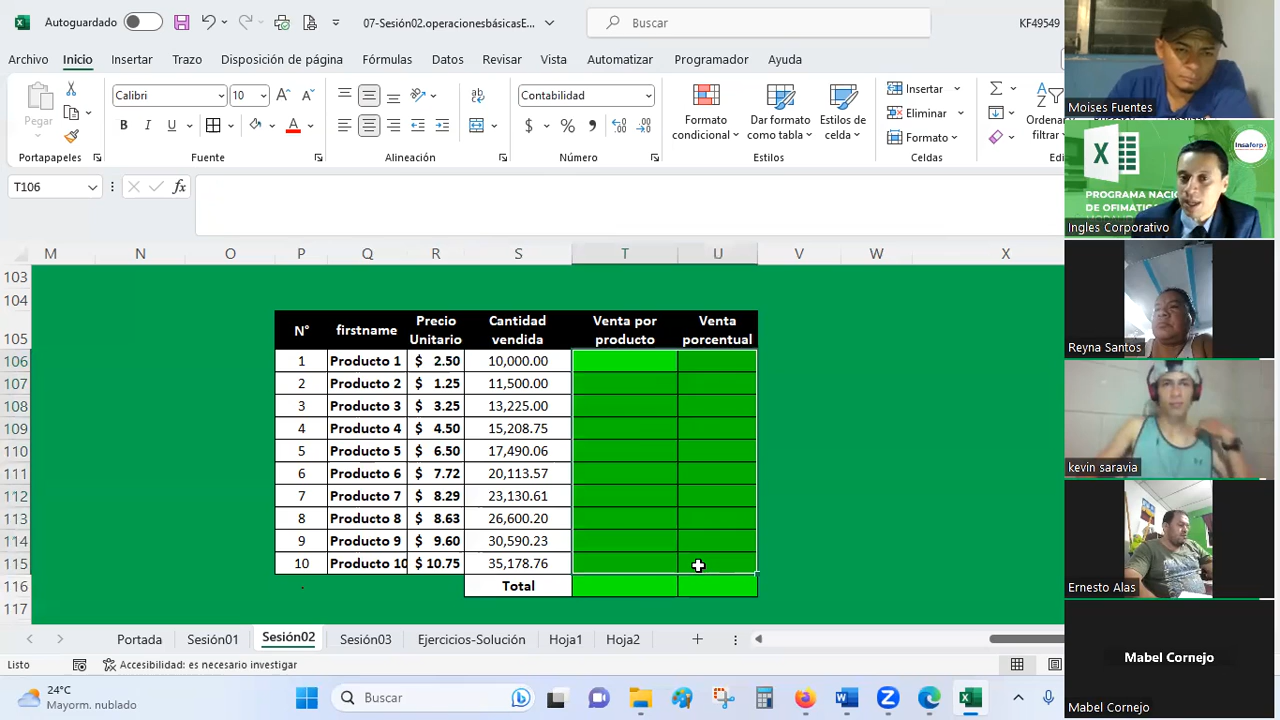 Autoguardado
07-Sesión02.operacionesbásicasE...
Buscar
KF49549
Archivo Inicio Insertar Trazo Disposición de página Fórmulas Datos Revisar Vista Automatizar Programador Ayuda
Pegar
Calibri 10
Contabilidad
Formato condicional
Dar formato como tabla
Estilos de celda
Insertar
Eliminar
Formato
Ordenar
filtrar
Portapapeles Fuente Alineación Número Estilos Celdas
T106
M N O P Q R S T U V W X
103
104
105 N° firstname Precio Unitario Cantidad vendida Venta por producto Venta porcentual
106 1 Producto 1 $ 2.50 10,000.00
107 2 Producto 2 $ 1.25 11,500.00
108 3 Producto 3 $ 3.25 13,225.00
109 4 Producto 4 $ 4.50 15,208.75
110 5 Producto 5 $ 6.50 17,490.06
111 6 Producto 6 $ 7.72 20,113.57
112 7 Producto 7 $ 8.29 23,130.61
113 8 Producto 8 $ 8.63 26,600.20
114 9 Producto 9 $ 9.60 30,590.23
115 10 Producto 10 $ 10.75 35,178.76
116 Total
117
Portada Sesión01 Sesión02 Sesión03 Ejercicios-Solución Hoja1 Hoja2
Listo
Accesibilidad: es necesario investigar
24°C
Mayorm. nublado
Buscar
Moises Fuentes
Insaforp
PROGRAMA NACI
DE OFIMATICA
Ingles Corporativo
Reyna Santos
kevin saravia
Ernesto Alas
Mabel Cornejo
Mabel Cornejo